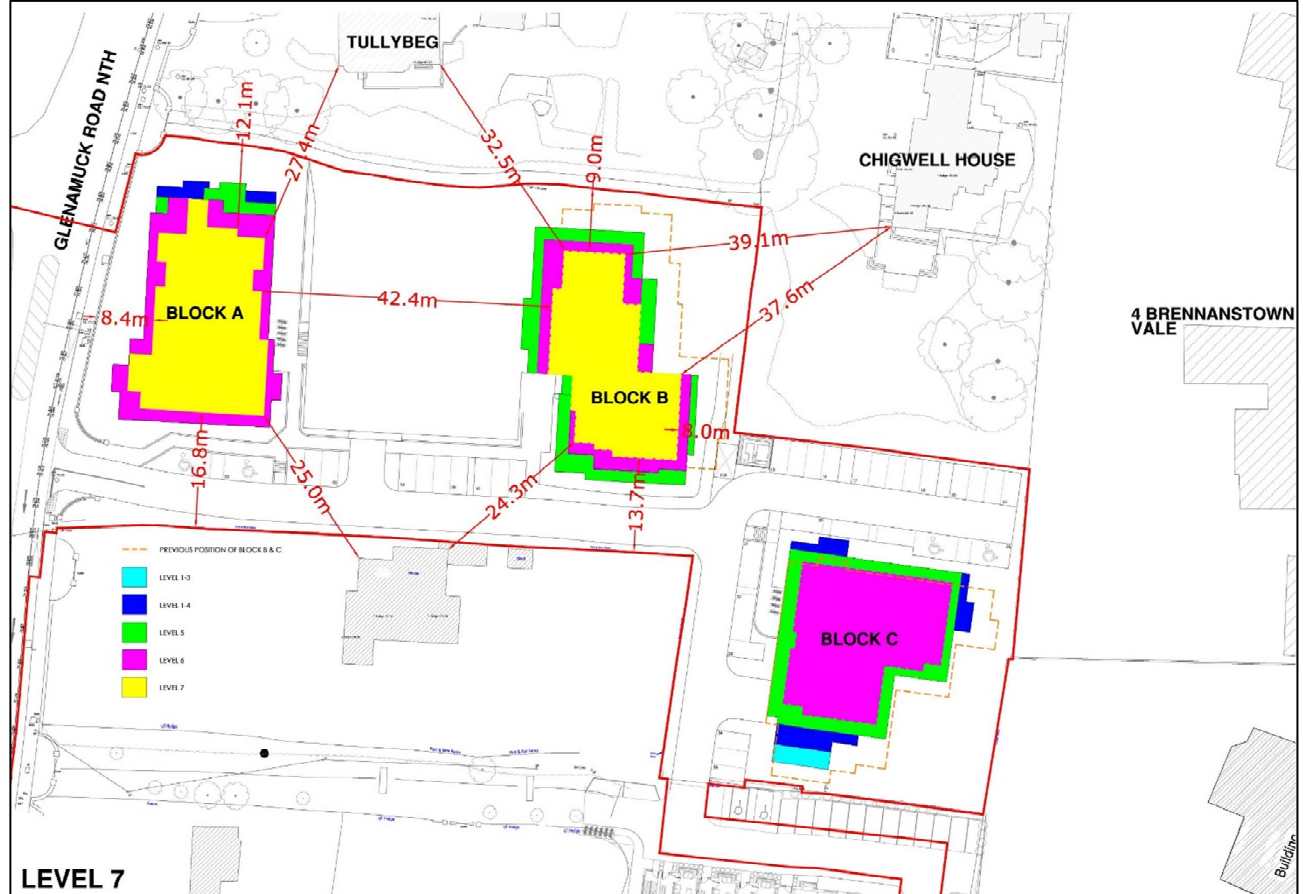 TULLYBEG
GLENAMUCK ROAD NTH
12.1m
27.4m
32.5m
9.0m
CHIGWELL HOUSE
39.1m
37.6m
42.4m
8.4m
BLOCK A
4 BRENNANSTOWN
VALE
BLOCK B
8.0m
16.8m
25.0m
24.3m
13.7m
PREVIOUS POSITION OF BLOCK B & C
LEVEL 1-3
LEVEL 1-4
LEVEL 5
LEVEL 6
LEVEL 7
BLOCK C
Building
LEVEL 7